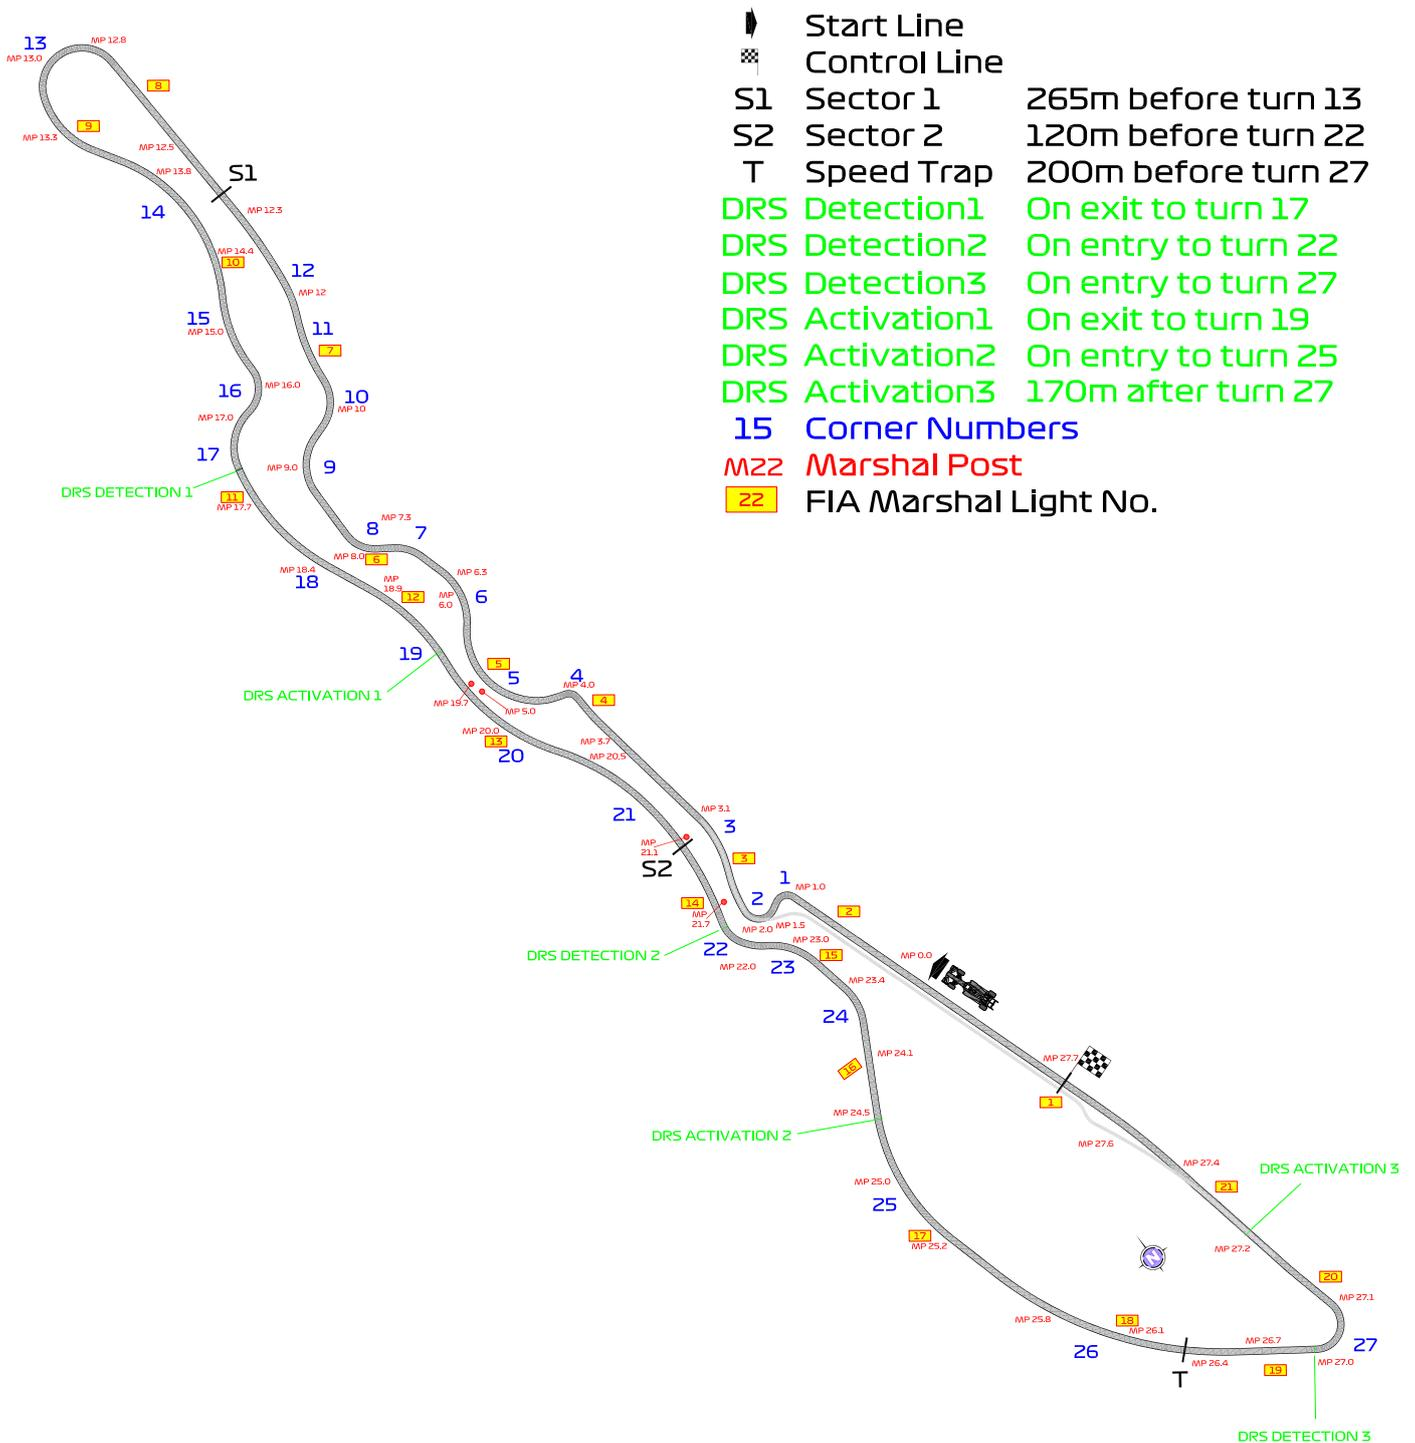 Start Line
Control Line
S1 Sector 1 265m before turn 13
S2 Sector 2 120m before turn 22
T Speed Trap 200m before turn 27
DRS Detection1 On exit to turn 17
DRS Detection2 On entry to turn 22
DRS Detection3 On entry to turn 27
DRS Activation1 On exit to turn 19
DRS Activation2 On entry to turn 25
DRS Activation3 170m after turn 27
15 Corner Numbers
M22 Marshal Post
22 FIA Marshal Light No.
13
MP 12.8
MP 13.0
8
9
MP 13.3
MP 12.5
MP 13.8
S1
14
MP 12.3
MP 14.4
10
12
MP 12
15
MP 15.0
11
7
16
MP 16.0
10
MP 10
MP 17.0
17
MP 9.0
9
DRS DETECTION 1
11
MP 17.7
MP 7.3
8
7
MP 8.0
6
MP 18.4
18
MP
18.9
12
MP 6.3
MP
6.0
6
19
5
5
4
MP 4.0
4
DRS ACTIVATION 1
MP 19.7
MP 5.0
MP 20.0
13
20
MP 3.7
MP 20.5
21
MP 3.1
3
MP
21.1
S2
3
1
MP 1.0
2
14
MP
21.7
2
MP 2.0
MP 1.5
DRS DETECTION 2
22
MP 22.0
MP 23.0
23
15
MP 0.0
MP 23.4
24
MP 24.1
16
MP 27.7
1
MP 24.5
DRS ACTIVATION 2
MP 27.6
MP 27.4
DRS ACTIVATION 3
MP 25.0
25
21
17
MP 25.2
MP 27.2
N
20
MP 27.1
MP 25.8
18
MP 26.1
26
MP 26.7
27
MP 26.4
MP 27.0
T
19
DRS DETECTION 3